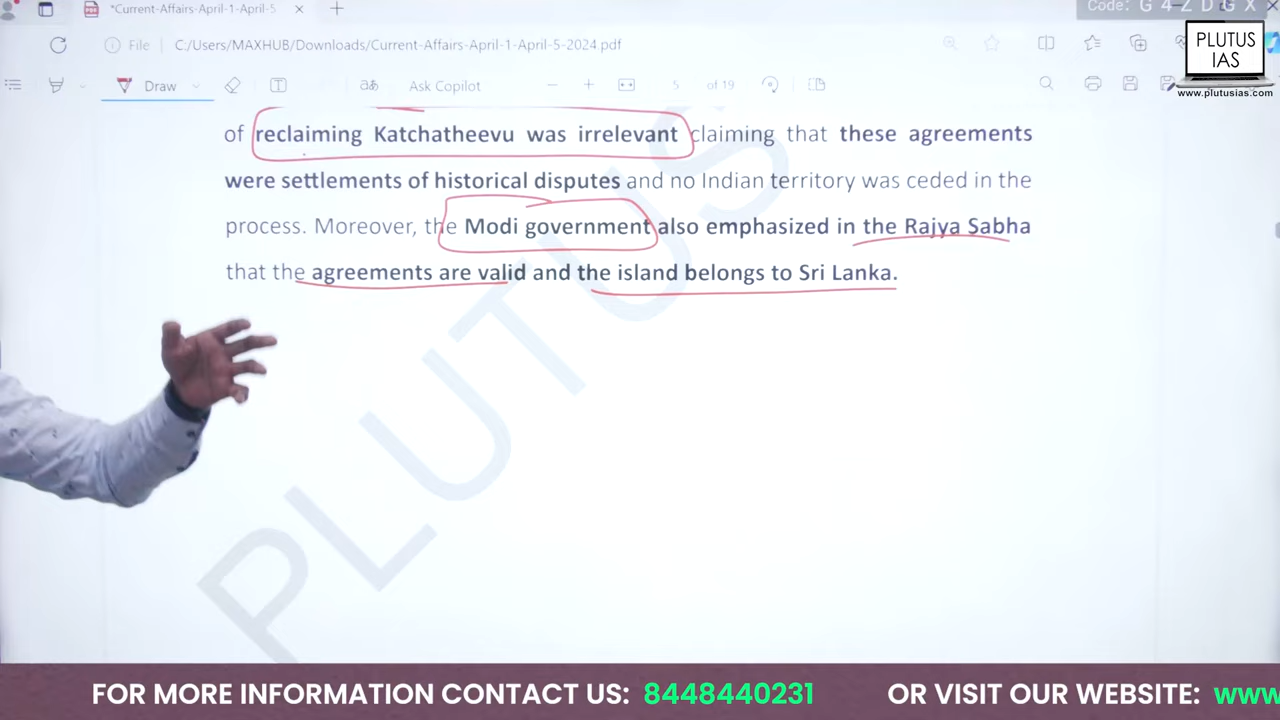 Code: G 4 Z D G X
*Current-Affairs-April-1-April-5
File C:/Users/MAXHUB/Downloads/Current-Affairs-April-1-April-5-2024.pdf
PLUTUS
IAS
www.plutusias.com
Draw Ask Copilot 5 of 19
of reclaiming Katchatheevu was irrelevant claiming that these agreements
were settlements of historical disputes and no Indian territory was ceded in the
process. Moreover, the Modi government also emphasized in the Rajya Sabha
that the agreements are valid and the island belongs to Sri Lanka.
PLUTUS
FOR MORE INFORMATION CONTACT US: 8448440231 OR VISIT OUR WEBSITE: www